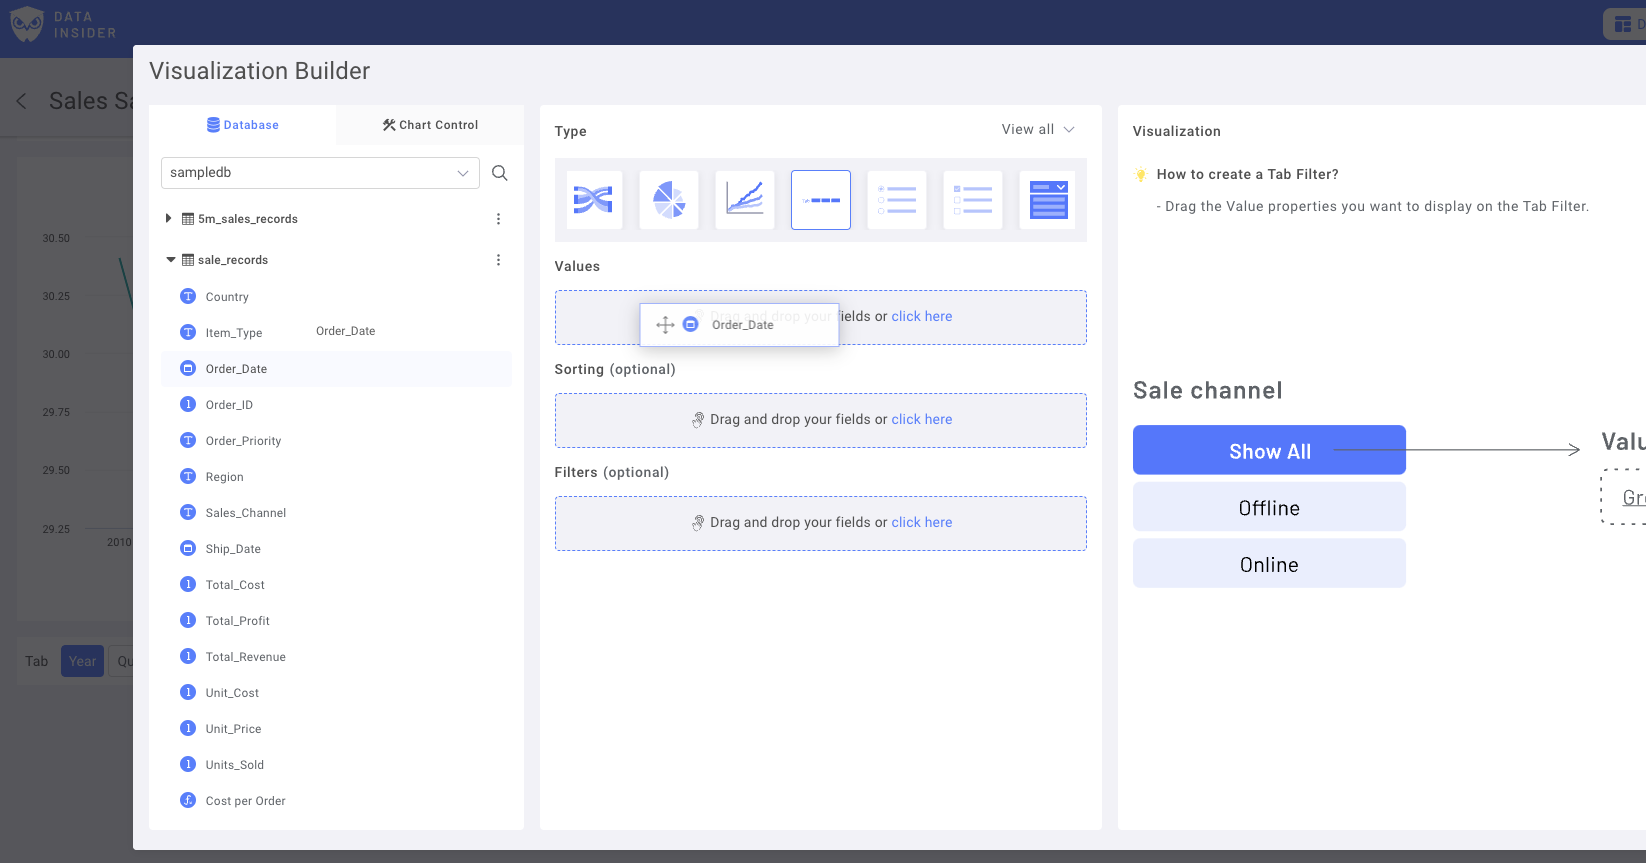 DATA
INSIDER
D
Visualization Builder
Sales Sa
Database
Chart Control
sampledb
5m_sales_records
sale_records
Country
Item_Type
Order_Date
Order_Date
Order_ID
Order_Priority
Region
Sales_Channel
Ship_Date
Total_Cost
Total_Profit
Total_Revenue
Unit_Cost
Unit_Price
Units_Sold
Cost per Order
30.50
30.25
30.00
29.75
29.50
29.25
2010
Tab
Year
Qu
Type
View all
Values
Drag and drop your fields or click here
Order_Date
Sorting (optional)
Drag and drop your fields or click here
Filters (optional)
Drag and drop your fields or click here
Visualization
How to create a Tab Filter?
- Drag the Value properties you want to display on the Tab Filter.
Sale channel
Show All
Offline
Online
Valu
Gr